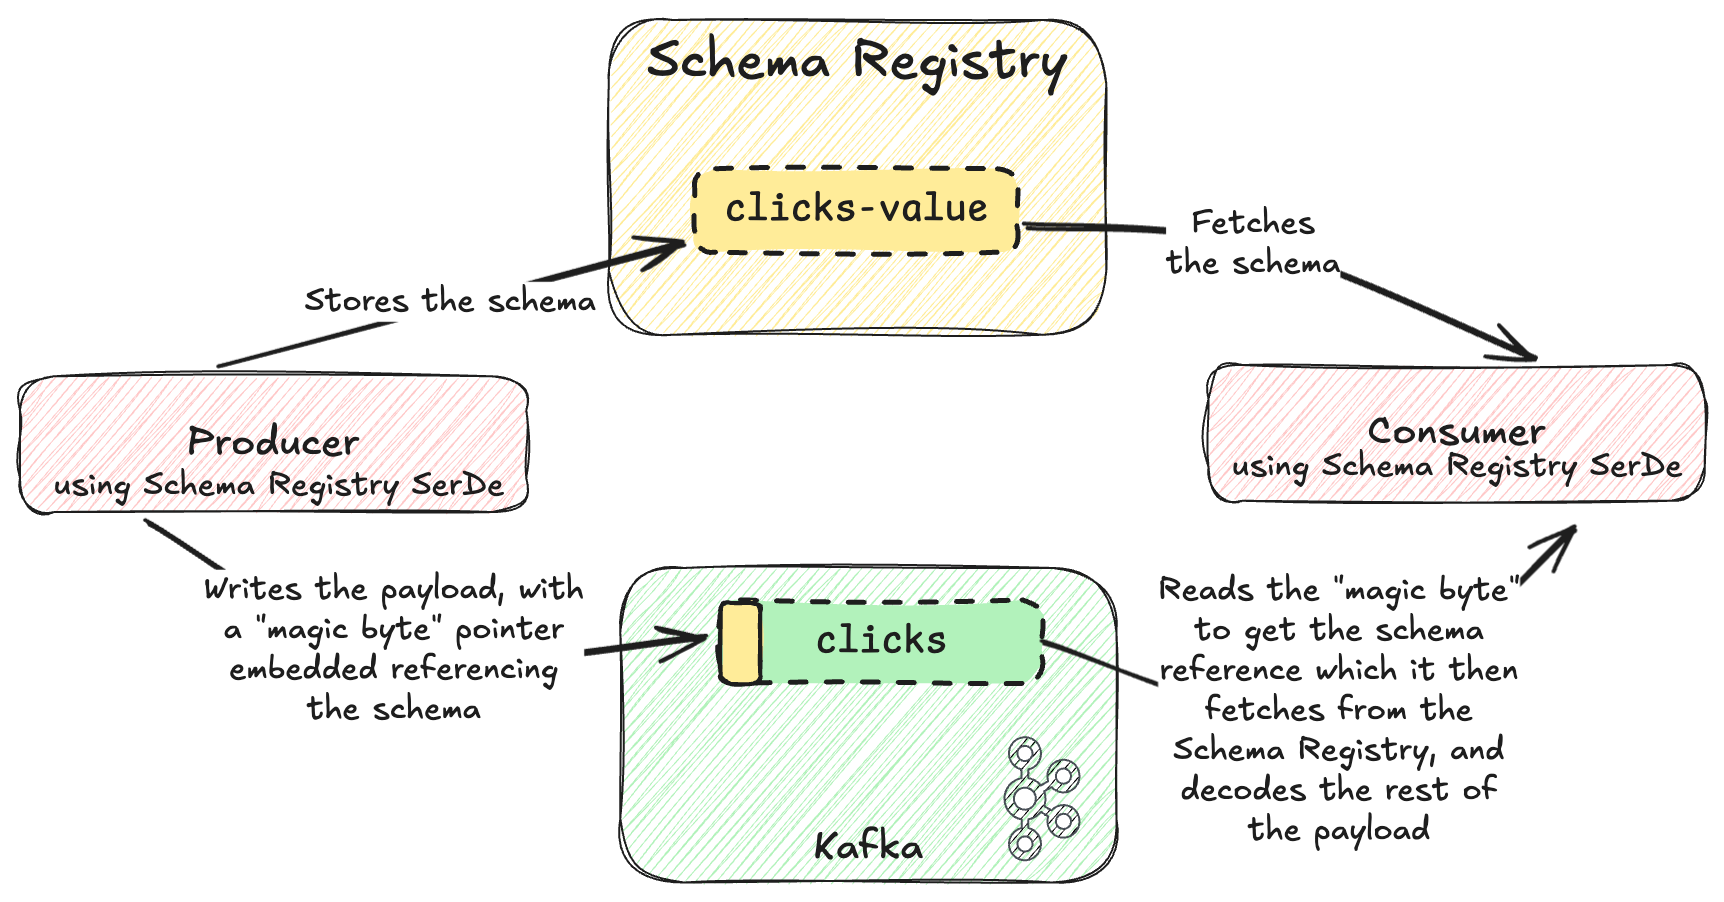 Schema Registry
clicks-value
Fetches
the schema
Stores the schema
Producer
using Schema Registry SerDe
Consumer
using Schema Registry SerDe
Writes the payload, with
a "magic byte" pointer
embedded referencing
the schema
clicks
Kafka
Reads the "magic byte"
to get the schema
reference which it then
fetches from the
Schema Registry, and
decodes the rest of
the payload